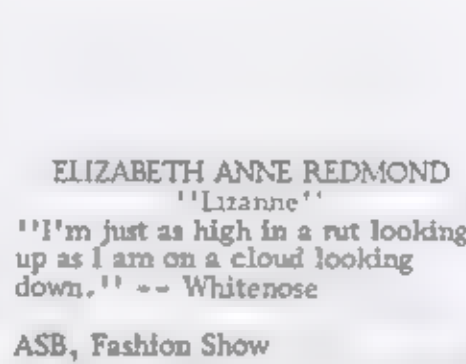 ELIZABETH ANNE REDMOND
''Lizanne''
''I'm just as high in a rut looking
up as I am on a cloud looking
down.'' -- Whitenose
ASB, Fashion Show